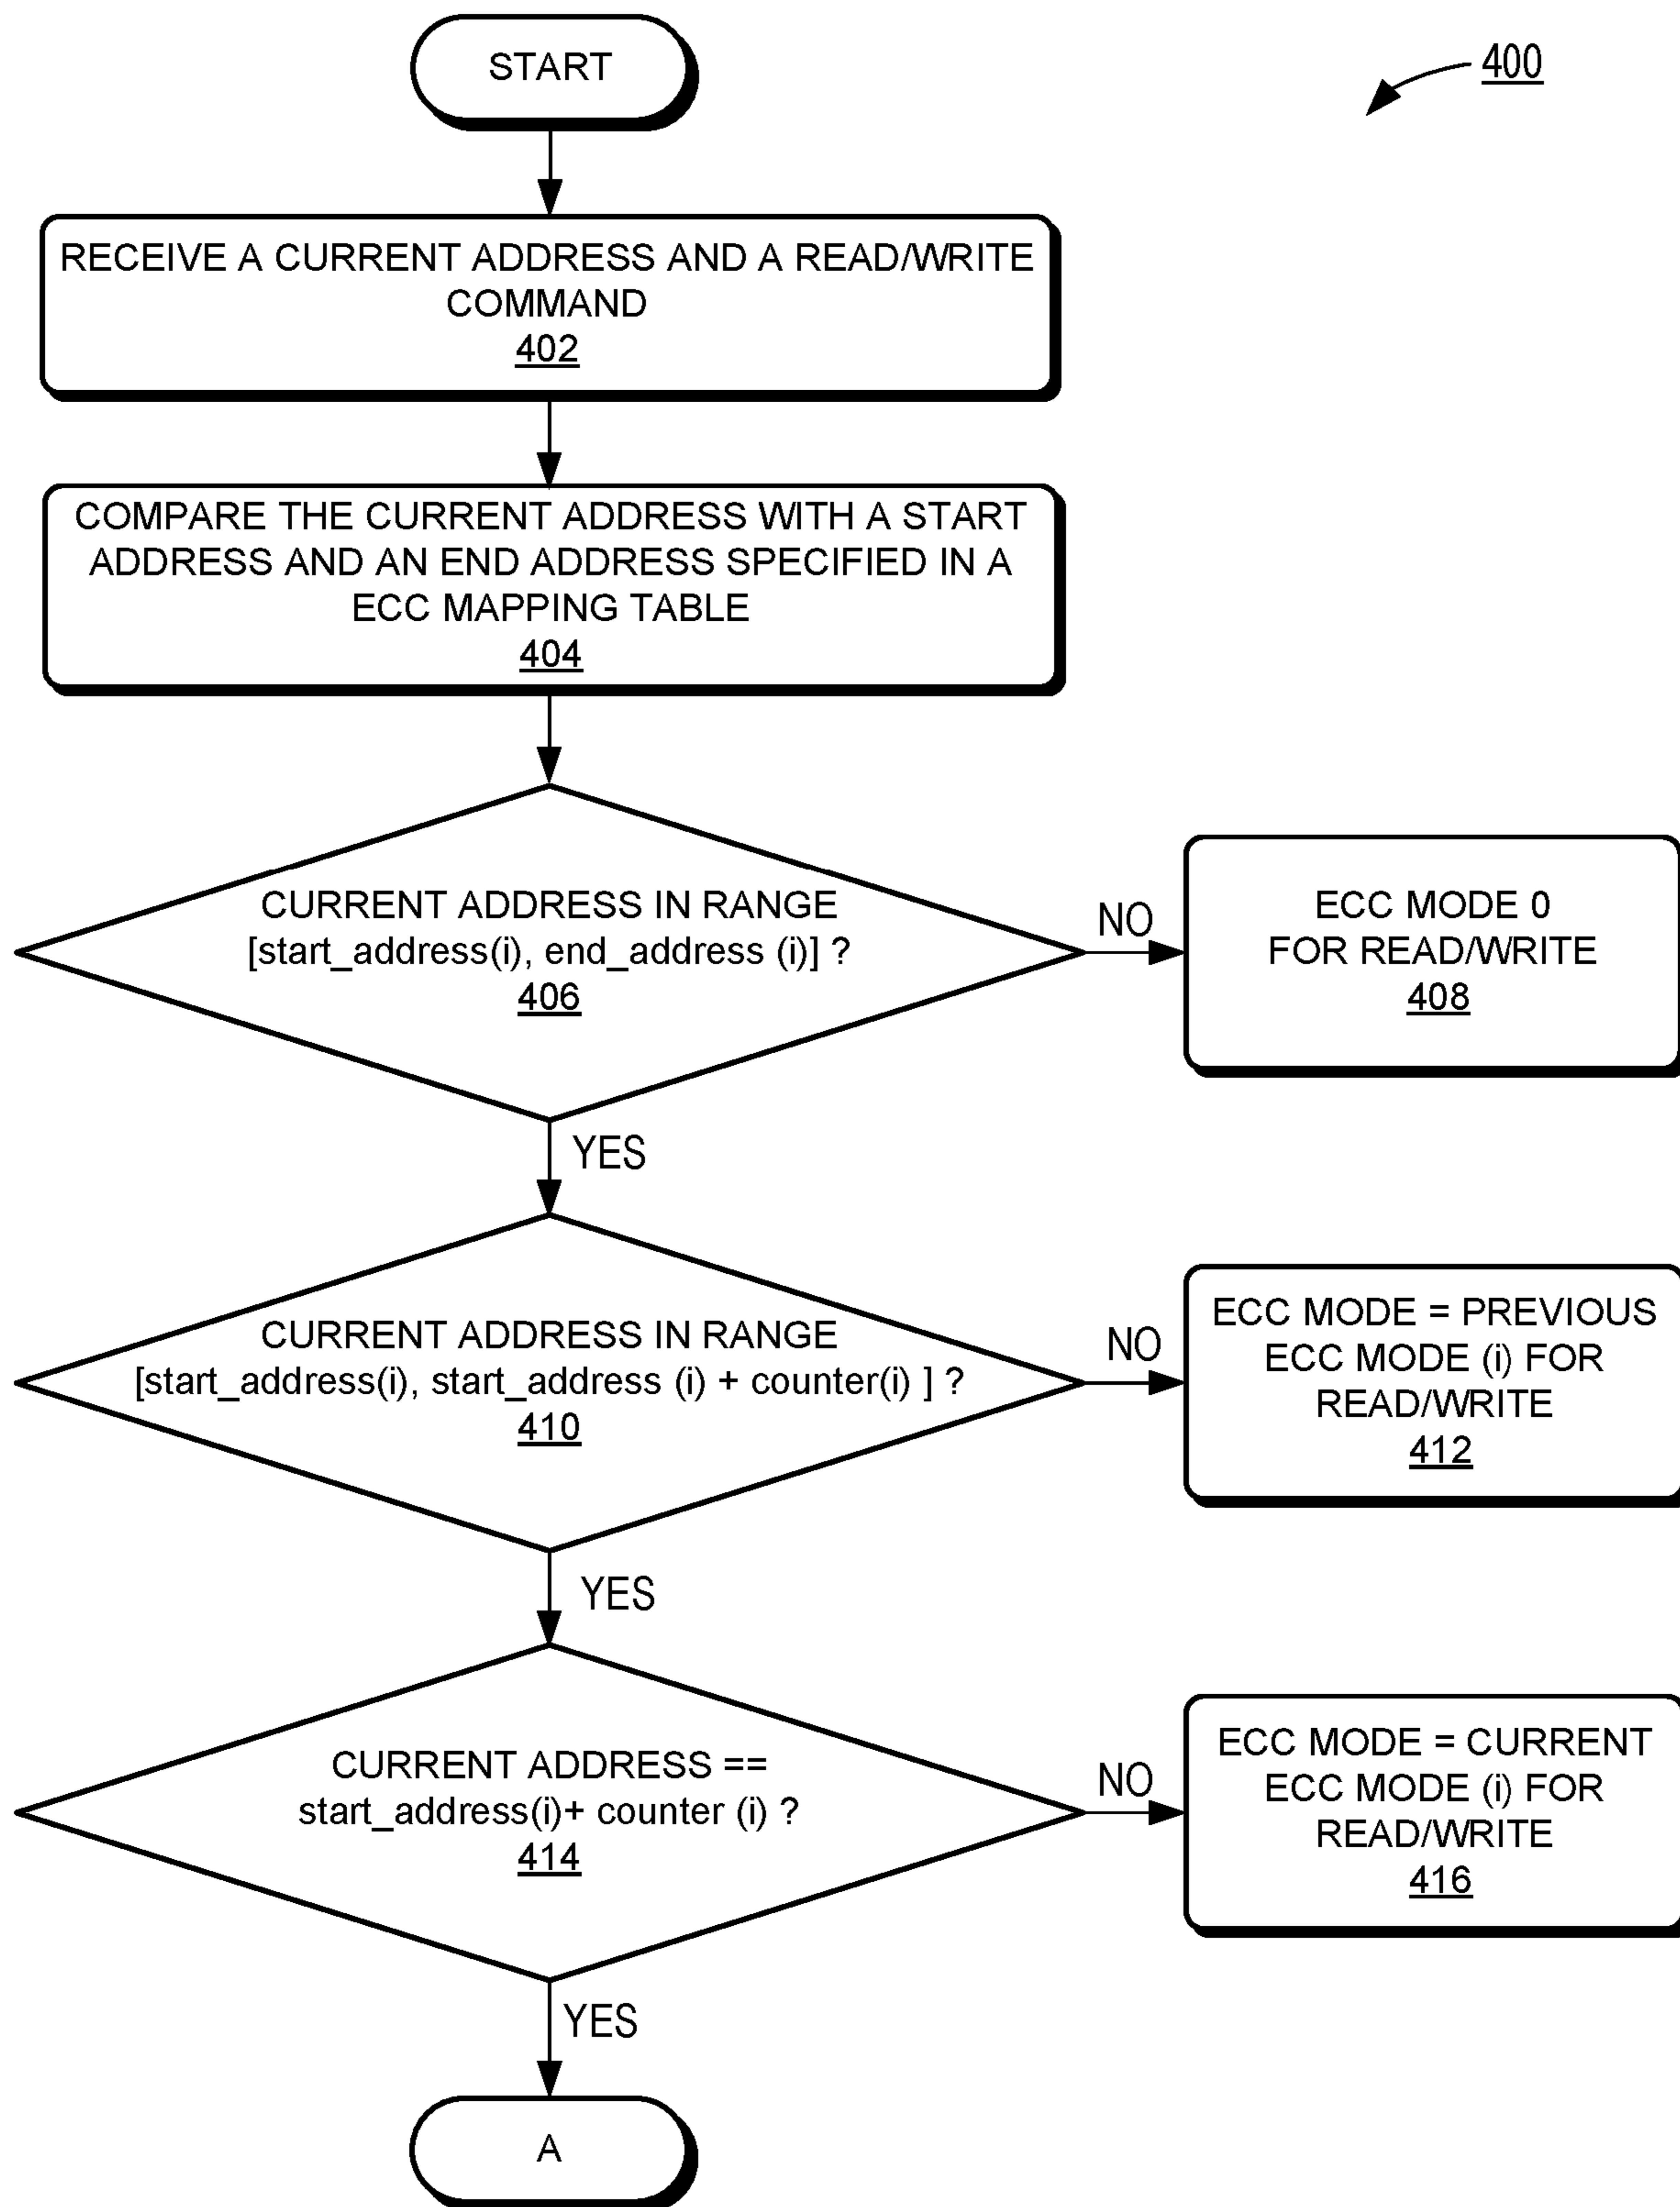 START
400
RECEIVE A CURRENT ADDRESS AND A READ/WRITE
COMMAND
402
COMPARE THE CURRENT ADDRESS WITH A START
ADDRESS AND AN END ADDRESS SPECIFIED IN A
ECC MAPPING TABLE
404
CURRENT ADDRESS IN RANGE
[start_address(i), end_address (i)] ?
406
NO
ECC MODE 0
FOR READ/WRITE
408
YES
CURRENT ADDRESS IN RANGE
[start_address(i), start_address (i) + counter(i) ] ?
410
NO
ECC MODE = PREVIOUS
ECC MODE (i) FOR
READ/WRITE
412
YES
CURRENT ADDRESS ==
start_address(i)+ counter (i) ?
414
NO
ECC MODE = CURRENT
ECC MODE (i) FOR
READ/WRITE
416
YES
A